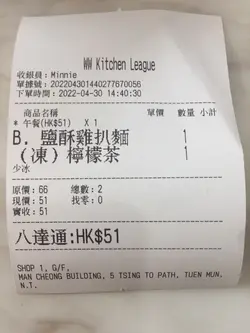 WW Kitchen League
收銀員：Minnie
單據號：202204301440277670056
下單時間：2022-04-30 14:40:30
商品名稱 單價 數量 小計
* 午餐(HK$51) X 1
B. 鹽酥雞扒麵 1
（凍）檸檬茶 1
少冰
原價：66 總數：2
現價：51 找零：0
實收：51
八達通：HK$51
SHOP 1, G/F,
MAN CHEONG BUILDING, 5 TSING TO PATH, TUEN MUN,
N.T.